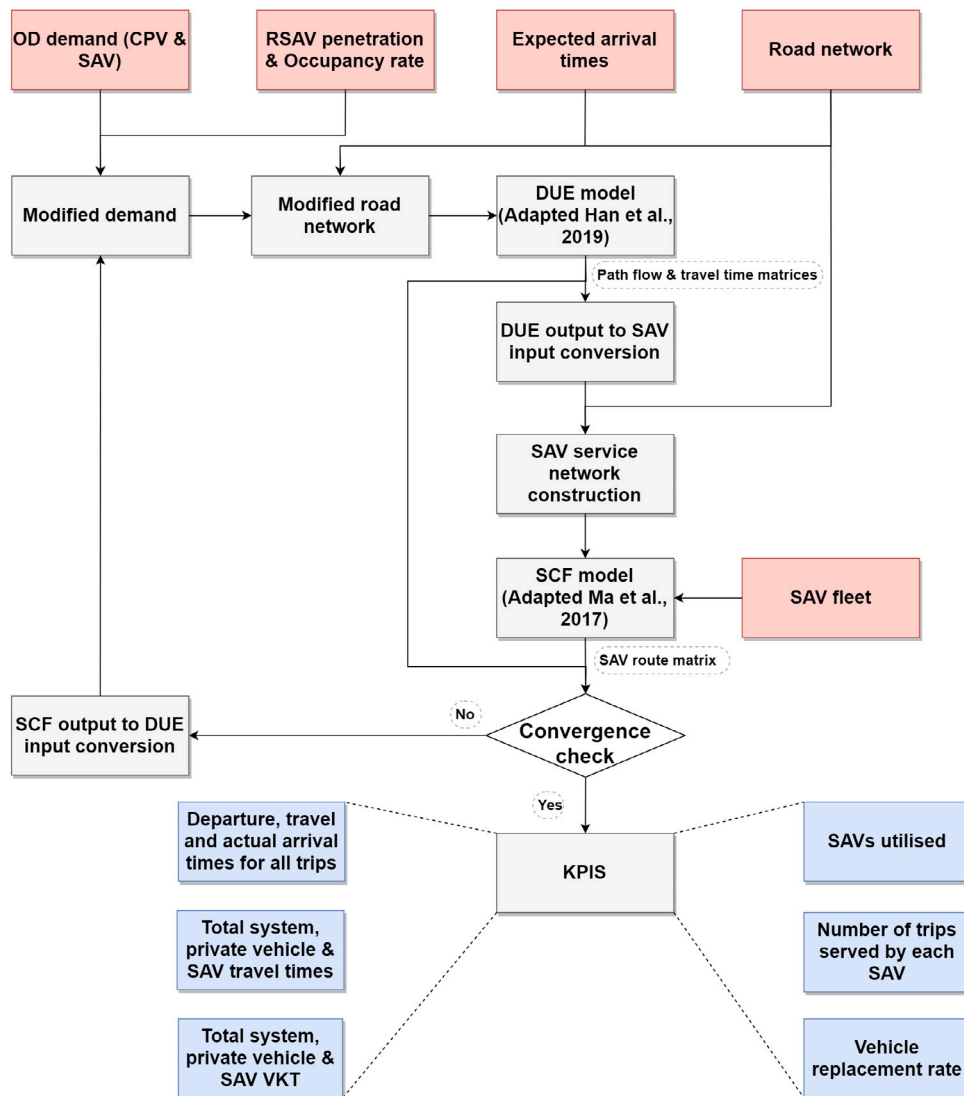 OD demand (CPV &
SAV)
RSAV penetration
& Occupancy rate
Expected arrival
times
Road network
Modified demand
Modified road
network
DUE model
(Adapted Han et al.,
2019)
Path flow & travel time matrices
DUE output to SAV
input conversion
SAV service
network
construction
SCF model
(Adapted Ma et al.,
2017)
SAV fleet
SAV route matrix
SCF output to DUE
input conversion
No
Convergence
check
Yes
Departure, travel
and actual arrival
times for all trips
KPIS
SAVs utilised
Total system,
private vehicle &
SAV travel times
Number of trips
served by each
SAV
Total system,
private vehicle &
SAV VKT
Vehicle
replacement rate